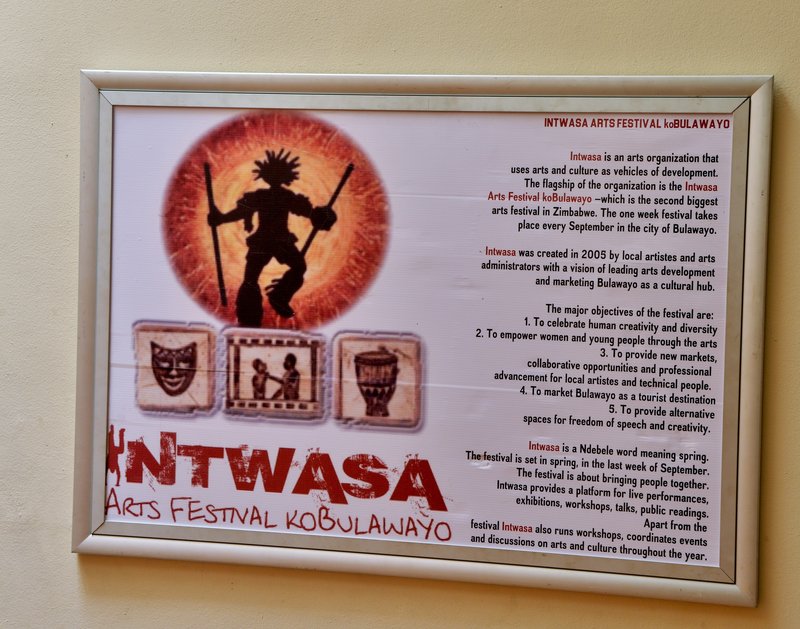 INTWASA ARTS FESTIVAL koBULAWAYO
Intwasa is an arts organization that
uses arts and culture as vehicles of development.
The flagship of the organization is the Intwasa
Arts Festival koBulawayo –which is the second biggest
arts festival in Zimbabwe. The one week festival takes
place every September in the city of Bulawayo.
Intwasa was created in 2005 by local artistes and arts
administrators with a vision of leading arts development
and marketing Bulawayo as a cultural hub.
The major objectives of the festival are:
1. To celebrate human creativity and diversity
2. To empower women and young people through the arts
3. To provide new markets,
collaborative opportunities and professional
advancement for local artistes and technical people.
4. To market Bulawayo as a tourist destination
5. To provide alternative
spaces for freedom of speech and creativity.
Intwasa is a Ndebele word meaning spring.
The festival is set in spring, in the last week of September.
The festival is about bringing people together.
Intwasa provides a platform for live performances,
exhibitions, workshops, talks, public readings.
Apart from the
festival Intwasa also runs workshops, coordinates events
and discussions on arts and culture throughout the year.
INTWASA
ARTS FESTIVAL KOBULAWAYO